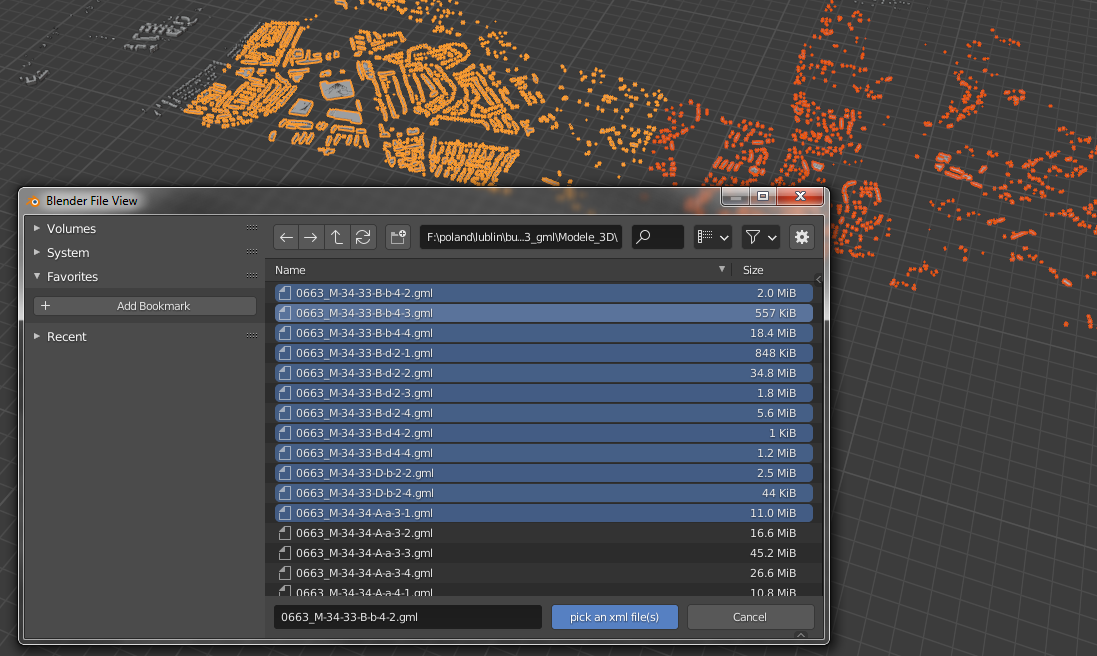 Blender File View
Volumes
System
Favorites
Add Bookmark
Recent
F:\poland\lublin\bu...3_gml\Modele_3D\
Name Size
0663_M-34-33-B-b-4-2.gml 2.0 MiB
0663_M-34-33-B-b-4-3.gml 557 KiB
0663_M-34-33-B-b-4-4.gml 18.4 MiB
0663_M-34-33-B-d-2-1.gml 848 KiB
0663_M-34-33-B-d-2-2.gml 34.8 MiB
0663_M-34-33-B-d-2-3.gml 1.8 MiB
0663_M-34-33-B-d-2-4.gml 5.6 MiB
0663_M-34-33-B-d-4-2.gml 1 KiB
0663_M-34-33-B-d-4-4.gml 1.2 MiB
0663_M-34-33-D-b-2-2.gml 2.5 MiB
0663_M-34-33-D-b-2-4.gml 44 KiB
0663_M-34-34-A-a-3-1.gml 11.0 MiB
0663_M-34-34-A-a-3-2.gml 16.6 MiB
0663_M-34-34-A-a-3-3.gml 45.2 MiB
0663_M-34-34-A-a-3-4.gml 26.6 MiB
0663_M-34-34-A-a-4-1.gml 10.8 MiB
0663_M-34-33-B-b-4-2.gml
pick an xml file(s)
Cancel